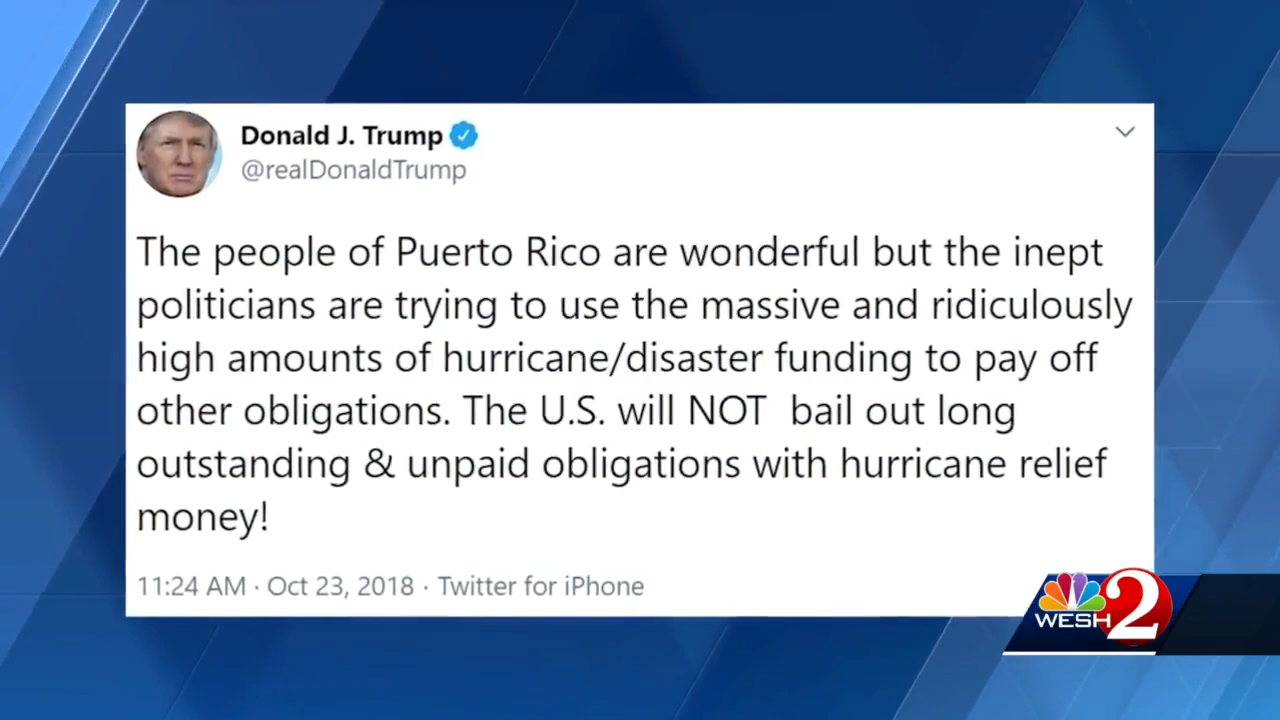 Donald J. Trump
@realDonaldTrump
The people of Puerto Rico are wonderful but the inept
politicians are trying to use the massive and ridiculously
high amounts of hurricane/disaster funding to pay off
other obligations. The U.S. will NOT  bail out long
outstanding & unpaid obligations with hurricane relief
money!
11:24 AM · Oct 23, 2018 · Twitter for iPhone
WESH 2